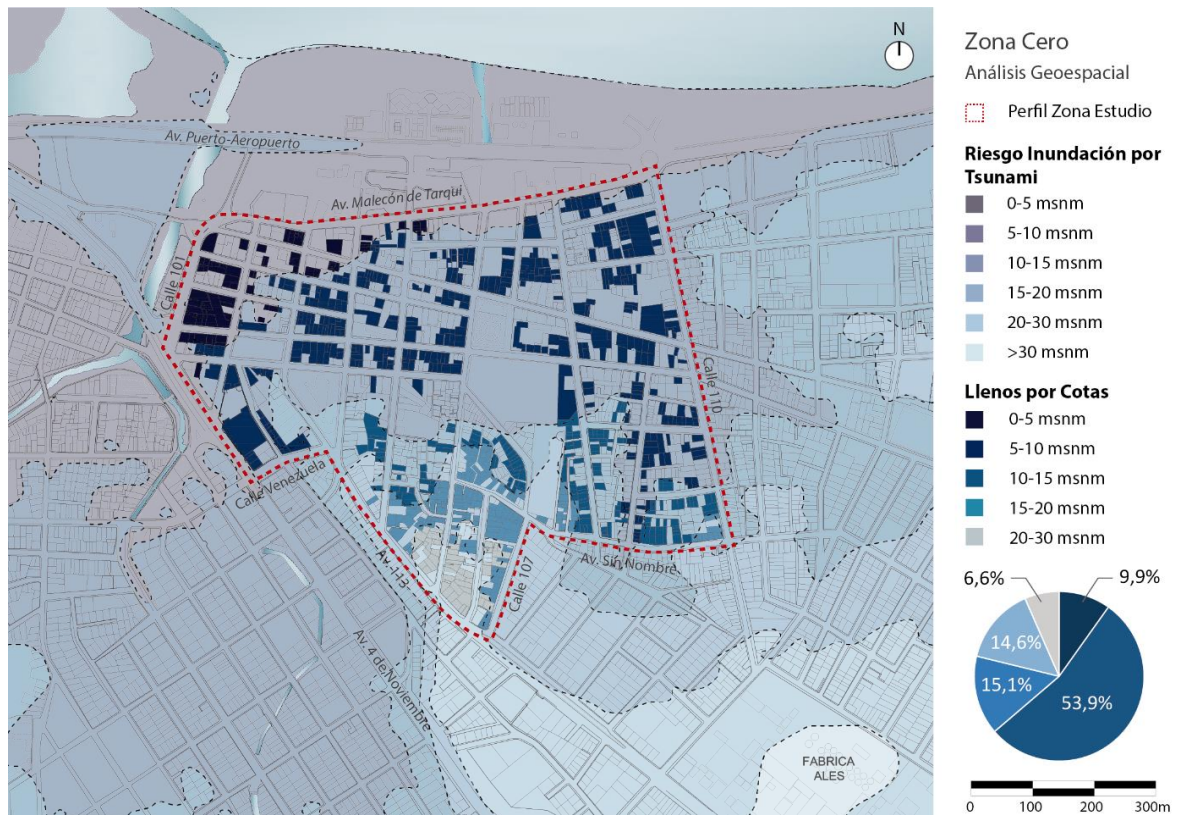 N
Av. Puerto-Aeropuerto
Av. Malecón de Tarqui
Calle 101
Calle 110
Calle Venezuela
Av. 113
Calle 107
Av. Sin Nombre
Av. 4 de Noviembre
FABRICA
ALES
Zona Cero
Análisis Geoespacial
Perfil Zona Estudio
Riesgo Inundación por
Tsunami
0-5 msnm
5-10 msnm
10-15 msnm
15-20 msnm
20-30 msnm
>30 msnm
Llenos por Cotas
0-5 msnm
5-10 msnm
10-15 msnm
15-20 msnm
20-30 msnm
6,6%
9,9%
14,6%
15,1%
53,9%
0 100 200 300m